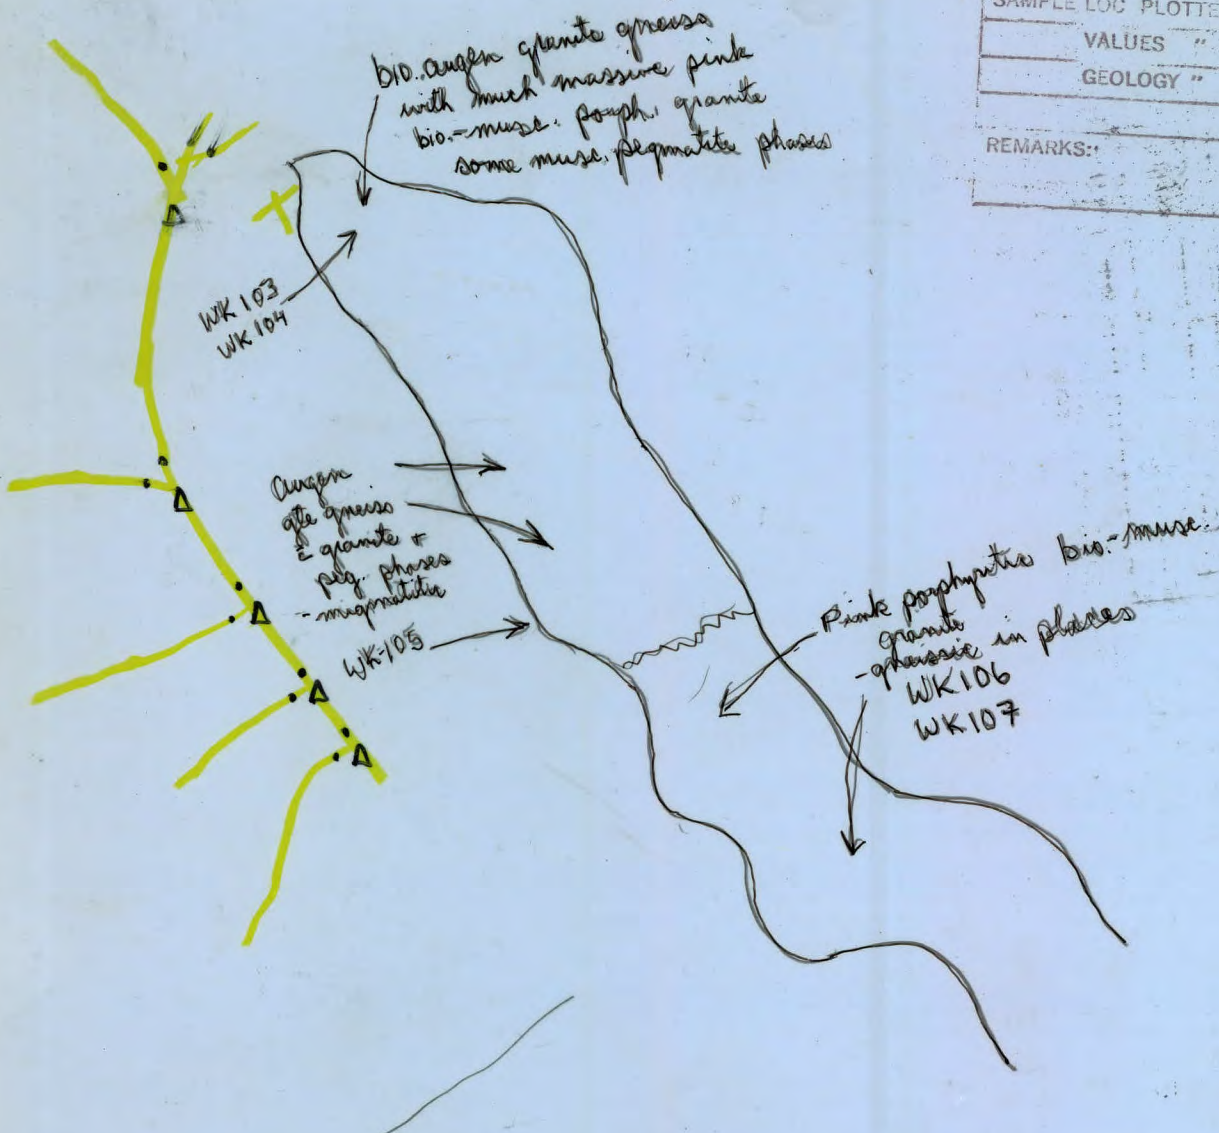 SAMPLE LOC PLOTTE
VALUES "
GEOLOGY "
REMARKS:
bio. augen granite gneiss
with much massive pink
bio.-musc. porph. granite
some musc. pegmatite phases
WK 103
WK 104
augen
gte gneiss
± granite +
peg. phases
- migmatitic
WK-105
Pink porphyritic bio.-musc.
granite
-gneissic in places
WK106
WK107